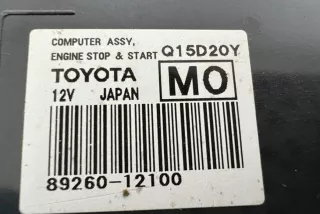 COMPUTER ASSY,
ENGINE STOP & START Q15D20Y
TOYOTA MO
12V JAPAN
89260-12100